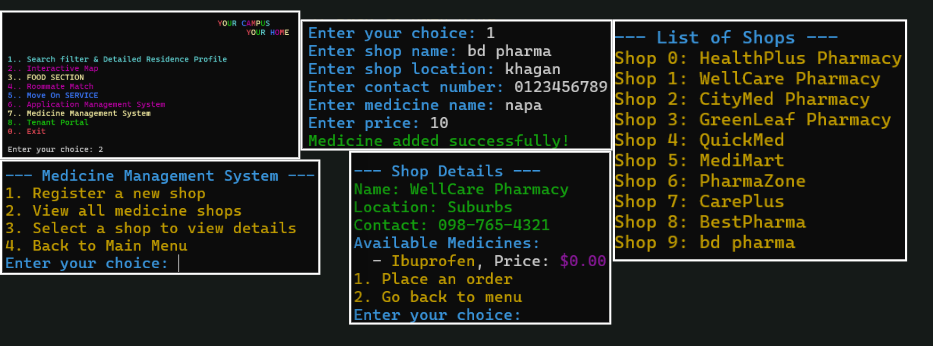 YOUR CAMPUS
YOUR HOME
1.. Search filter & Detailed Residence Profile
2.. Interactive Map
3.. FOOD SECTION
4.. Roommate Match
5.. Move On SERVICE
6.. Application Management System
7.. Medicine Management System
8.. Tenant Portal
0.. Exit
Enter your choice: 2
--- Medicine Management System ---
1. Register a new shop
2. View all medicine shops
3. Select a shop to view details
4. Back to Main Menu
Enter your choice:
Enter your choice: 1
Enter shop name: bd pharma
Enter shop location: khagan
Enter contact number: 0123456789
Enter medicine name: napa
Enter price: 10
Medicine added successfully!
--- Shop Details ---
Name: WellCare Pharmacy
Location: Suburbs
Contact: 098-765-4321
Available Medicines:
- Ibuprofen, Price: $0.00
1. Place an order
2. Go back to menu
Enter your choice:
--- List of Shops ---
Shop 0: HealthPlus Pharmacy
Shop 1: WellCare Pharmacy
Shop 2: CityMed Pharmacy
Shop 3: GreenLeaf Pharmacy
Shop 4: QuickMed
Shop 5: MediMart
Shop 6: PharmaZone
Shop 7: CarePlus
Shop 8: BestPharma
Shop 9: bd pharma